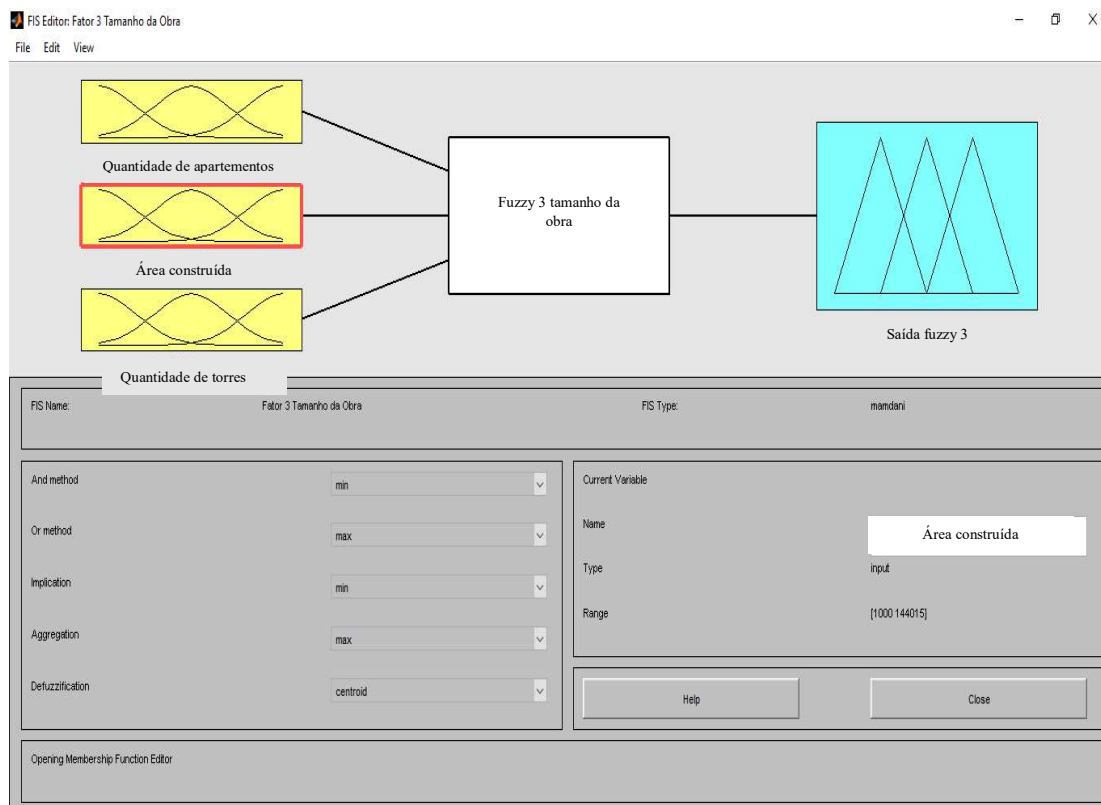 FIS Editor: Fator 3 Tamanho da Obra
File Edit View
Quantidade de apartementos
Área construída
Quantidade de torres
Fuzzy 3 tamanho da
obra
Saída fuzzy 3
FIS Name: Fator 3 Tamanho da Obra FIS Type: mamdani
And method min
Or method max
Implication min
Aggregation max
Defuzzification centroid
Current Variable
Name Área construída
Type input
Range [1000 144015]
Help Close
Opening Membership Function Editor